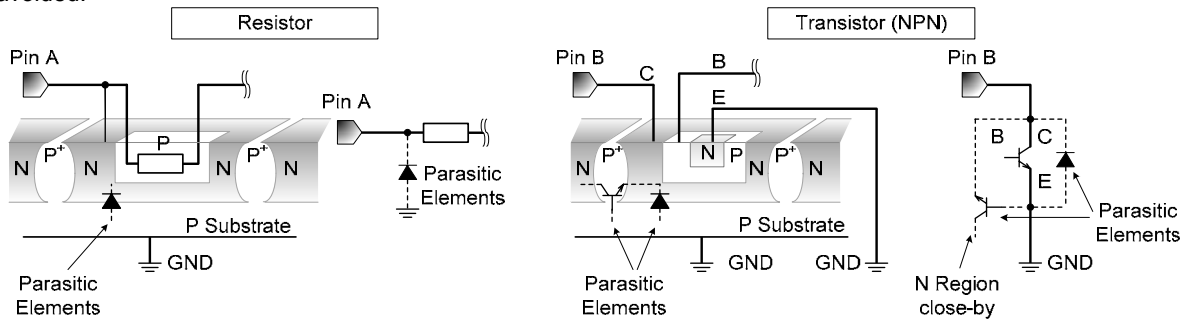 Resistor
Transistor (NPN)
Pin A
Pin A
N
P+
N
P
P+
N
N
Parasitic
Elements
P Substrate
GND
Parasitic
Elements
Pin B
C
B
E
N
P+
N
N
P
P+
N
N
P Substrate
GND
GND
Parasitic
Elements
Pin B
B
C
E
Parasitic
Elements
GND
N Region
close-by